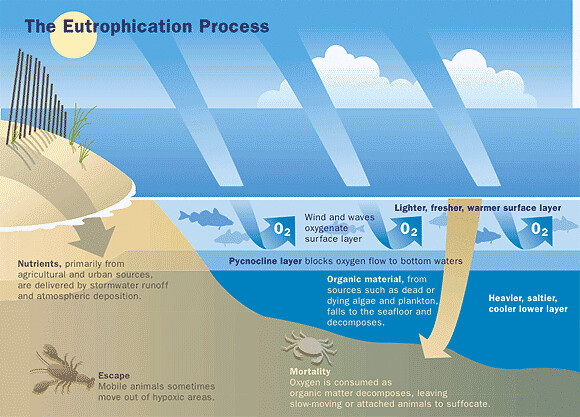 The Eutrophication Process
Lighter, fresher, warmer surface layer
Wind and waves
oxygenate
surface layer
O2
O2
O2
Pycnocline layer blocks oxygen flow to bottom waters
Nutrients, primarily from
agricultural and urban sources,
are delivered by stormwater runoff
and atmospheric deposition.
Organic material, from
sources such as dead or
dying algae and plankton,
falls to the seafloor and
decomposes.
Heavier, saltier,
cooler lower layer
Escape
Mobile animals sometimes
move out of hypoxic areas.
Mortality
Oxygen is consumed as
organic matter decomposes, leaving
slow-moving or attached animals to suffocate.